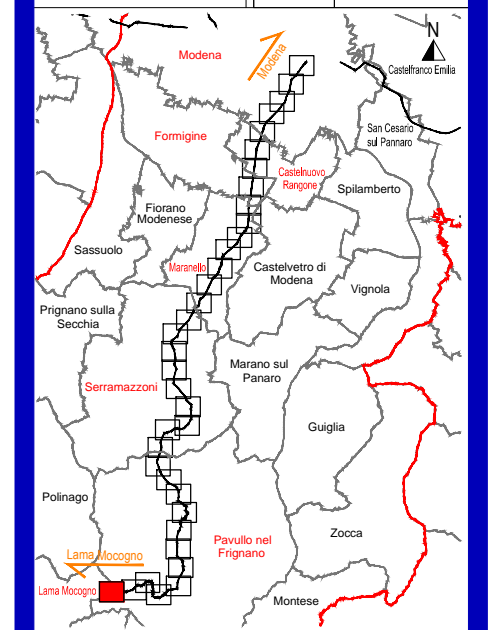 N
Modena
Modena
Castelfranco Emilia
San Cesario
sul Pannaro
Formigine
Castelnuovo
Rangone
Spilamberto
Fiorano
Modenese
Sassuolo
Maranello
Castelvetro di
Modena
Vignola
Prignano sulla
Secchia
Marano sul
Panaro
Serramazzoni
Guiglia
Polinago
Zocca
Pavullo nel
Frignano
Lama Mocogno
Lama Mocogno
Montese